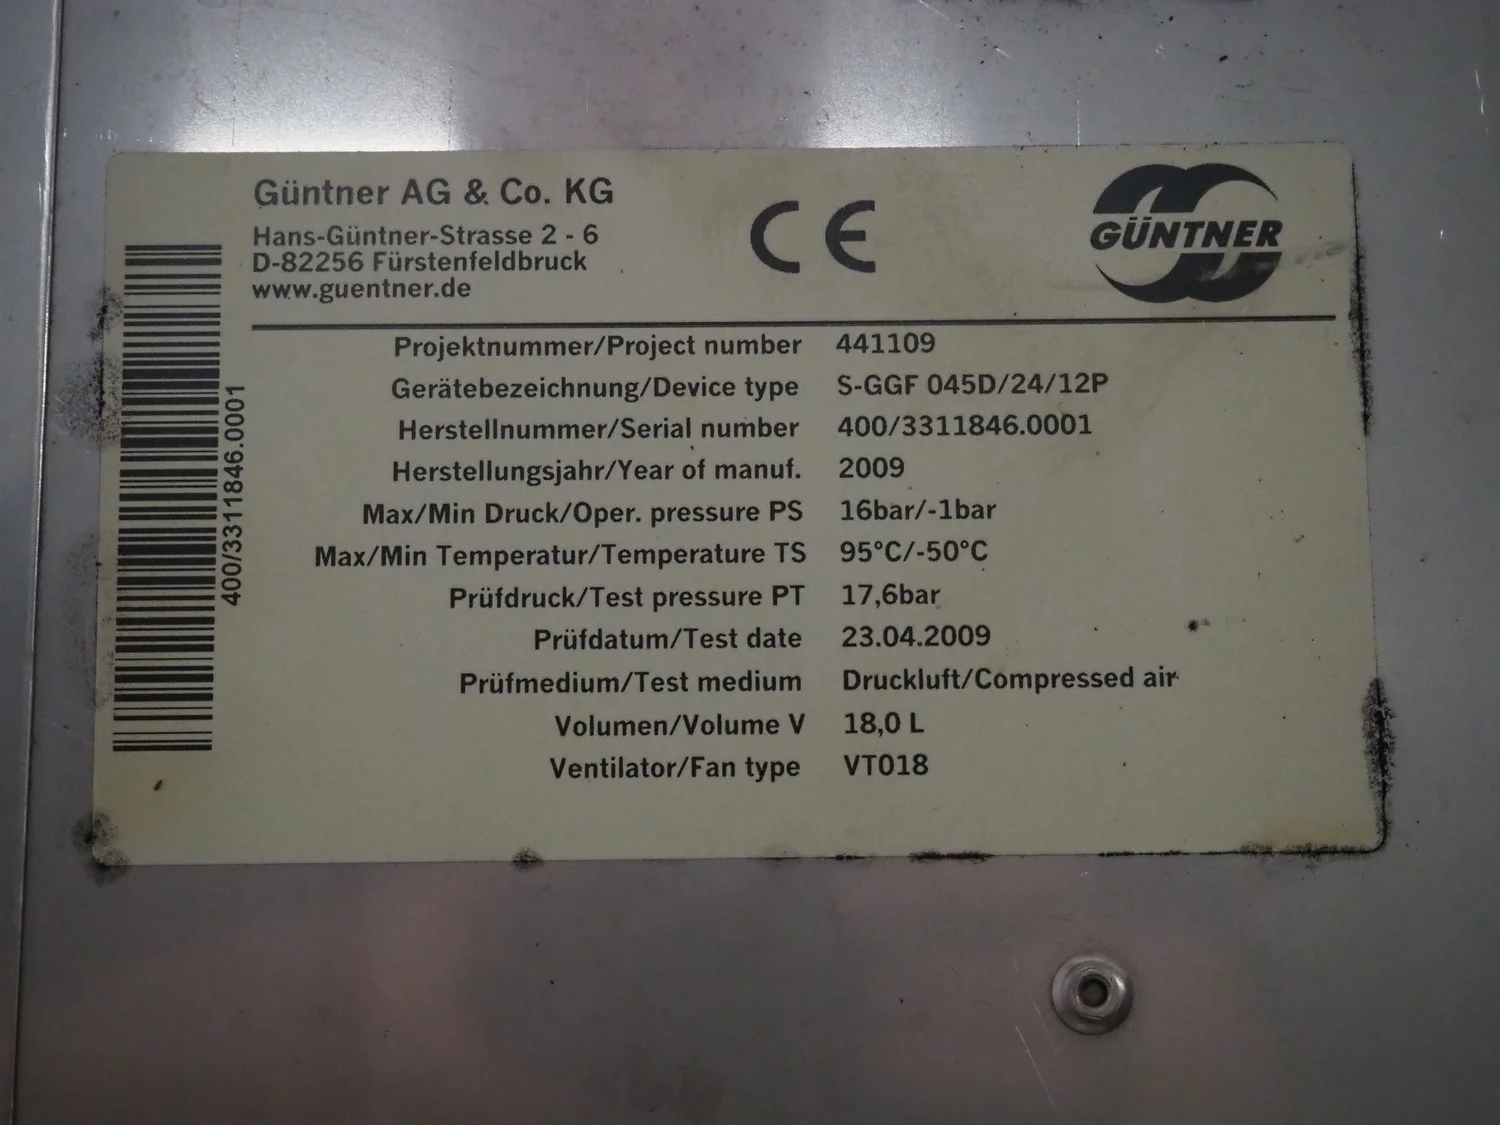 Güntner AG & Co. KG
Hans-Güntner-Strasse 2 - 6
D-82256 Fürstenfeldbruck
www.guentner.de
CE
GÜNTNER
400/3311846.0001
Projektnummer/Project number 441109
Gerätebezeichnung/Device type S-GGF 045D/24/12P
Herstellnummer/Serial number 400/3311846.0001
Herstellungsjahr/Year of manuf. 2009
Max/Min Druck/Oper. pressure PS 16bar/-1bar
Max/Min Temperatur/Temperature TS 95°C/-50°C
Prüfdruck/Test pressure PT 17,6bar
Prüfdatum/Test date 23.04.2009
Prüfmedium/Test medium Druckluft/Compressed air
Volumen/Volume V 18,0 L
Ventilator/Fan type VT018